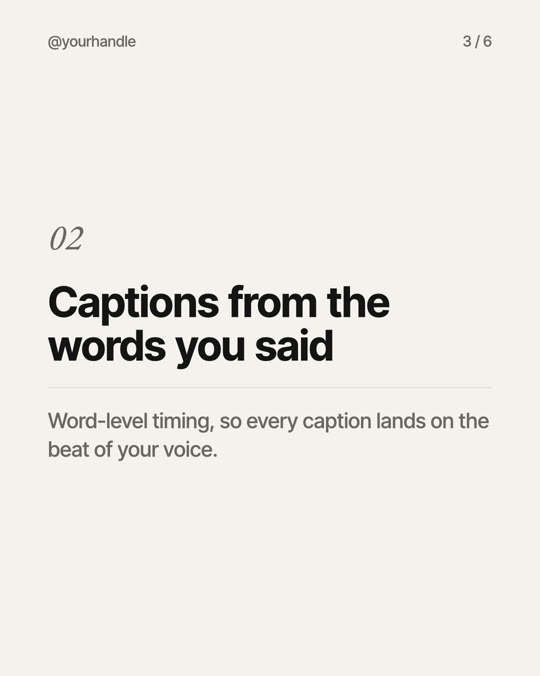 @yourhandle
3 / 6
02
Captions from the
words you said
Word-level timing, so every caption lands on the
beat of your voice.